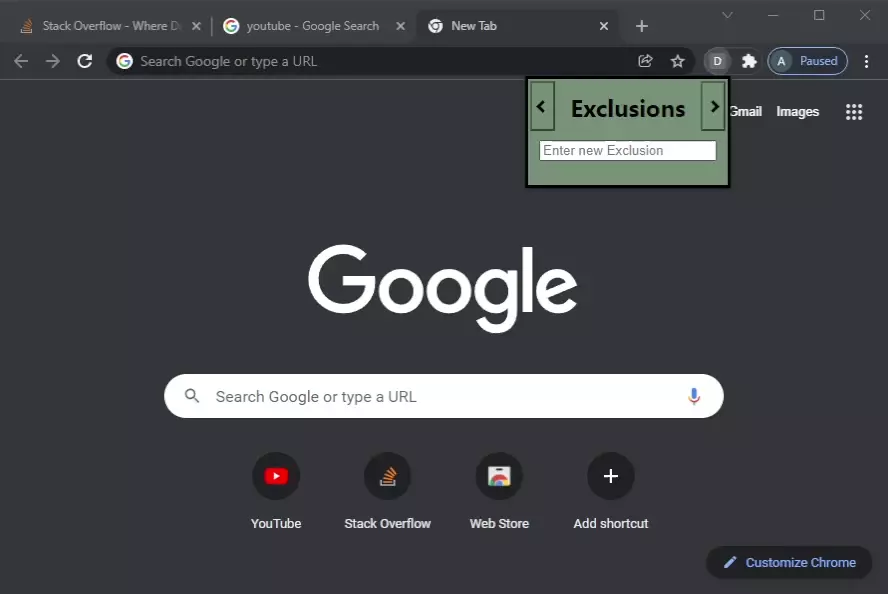 Stack Overflow - Where D
youtube - Google Search
New Tab
Search Google or type a URL
D
A Paused
Exclusions
Enter new Exclusion
Gmail Images
Google
Search Google or type a URL
YouTube Stack Overflow Web Store Add shortcut
Customize Chrome